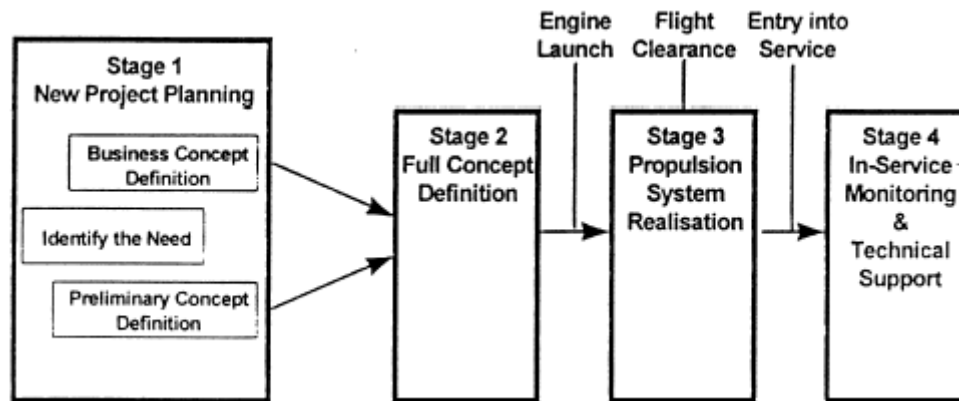 Engine
Launch
Flight
Clearance
Entry into
Service
Stage 1
New Project Planning
Business Concept
Definition
Identify the Need
Preliminary Concept
Definition
Stage 2
Full Concept
Definition
Stage 3
Propulsion
System
Realisation
Stage 4
In-Service
Monitoring
&
Technical
Support